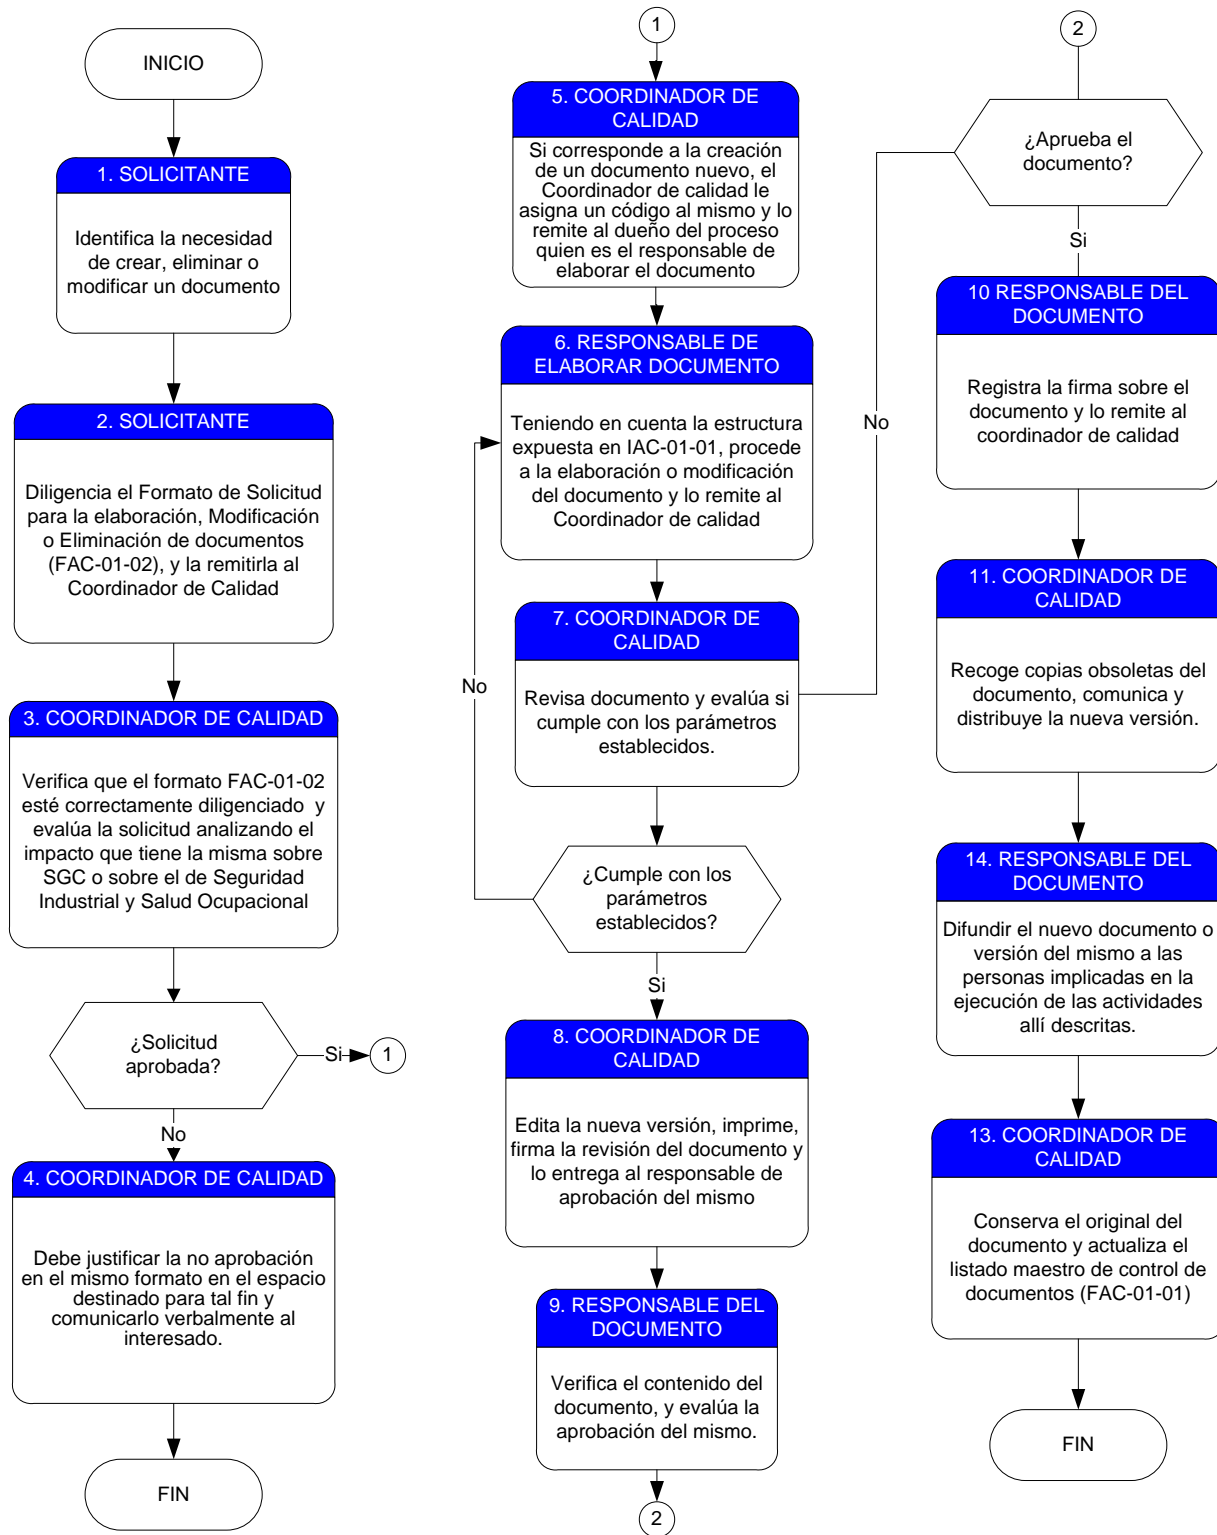 INICIO
1. SOLICITANTE
Identifica la necesidad
de crear, eliminar o
modificar un documento
2. SOLICITANTE
Diligencia el Formato de Solicitud
para la elaboración, Modificación
o Eliminación de documentos
(FAC-01-02), y la remitirla al
Coordinador de Calidad
3. COORDINADOR DE CALIDAD
Verifica que el formato FAC-01-02
esté correctamente diligenciado y
evalúa la solicitud analizando el
impacto que tiene la misma sobre
SGC o sobre el de Seguridad
Industrial y Salud Ocupacional
¿Solicitud
aprobada?
Si
1
No
4. COORDINADOR DE CALIDAD
Debe justificar la no aprobación
en el mismo formato en el espacio
destinado para tal fin y
comunicarlo verbalmente al
interesado.
FIN
1
5. COORDINADOR DE
CALIDAD
Si corresponde a la creación
de un documento nuevo, el
Coordinador de calidad le
asigna un código al mismo y lo
remite al dueño del proceso
quien es el responsable de
elaborar el documento
6. RESPONSABLE DE
ELABORAR DOCUMENTO
Teniendo en cuenta la estructura
expuesta en IAC-01-01, procede
a la elaboración o modificación
del documento y lo remite al
Coordinador de calidad
7. COORDINADOR DE
CALIDAD
Revisa documento y evalúa si
cumple con los parámetros
establecidos.
No
¿Cumple con los
parámetros
establecidos?
Si
8. COORDINADOR DE
CALIDAD
Edita la nueva versión, imprime,
firma la revisión del documento y
lo entrega al responsable de
aprobación del mismo
9. RESPONSABLE DEL
DOCUMENTO
Verifica el contenido del
documento, y evalúa la
aprobación del mismo.
2
2
¿Aprueba el
documento?
No
Si
10 RESPONSABLE DEL
DOCUMENTO
Registra la firma sobre el
documento y lo remite al
coordinador de calidad
11. COORDINADOR DE
CALIDAD
Recoge copias obsoletas del
documento, comunica y
distribuye la nueva versión.
14. RESPONSABLE DEL
DOCUMENTO
Difundir el nuevo documento o
versión del mismo a las
personas implicadas en la
ejecución de las actividades
allí descritas.
13. COORDINADOR DE
CALIDAD
Conserva el original del
documento y actualiza el
listado maestro de control de
documentos (FAC-01-01)
FIN